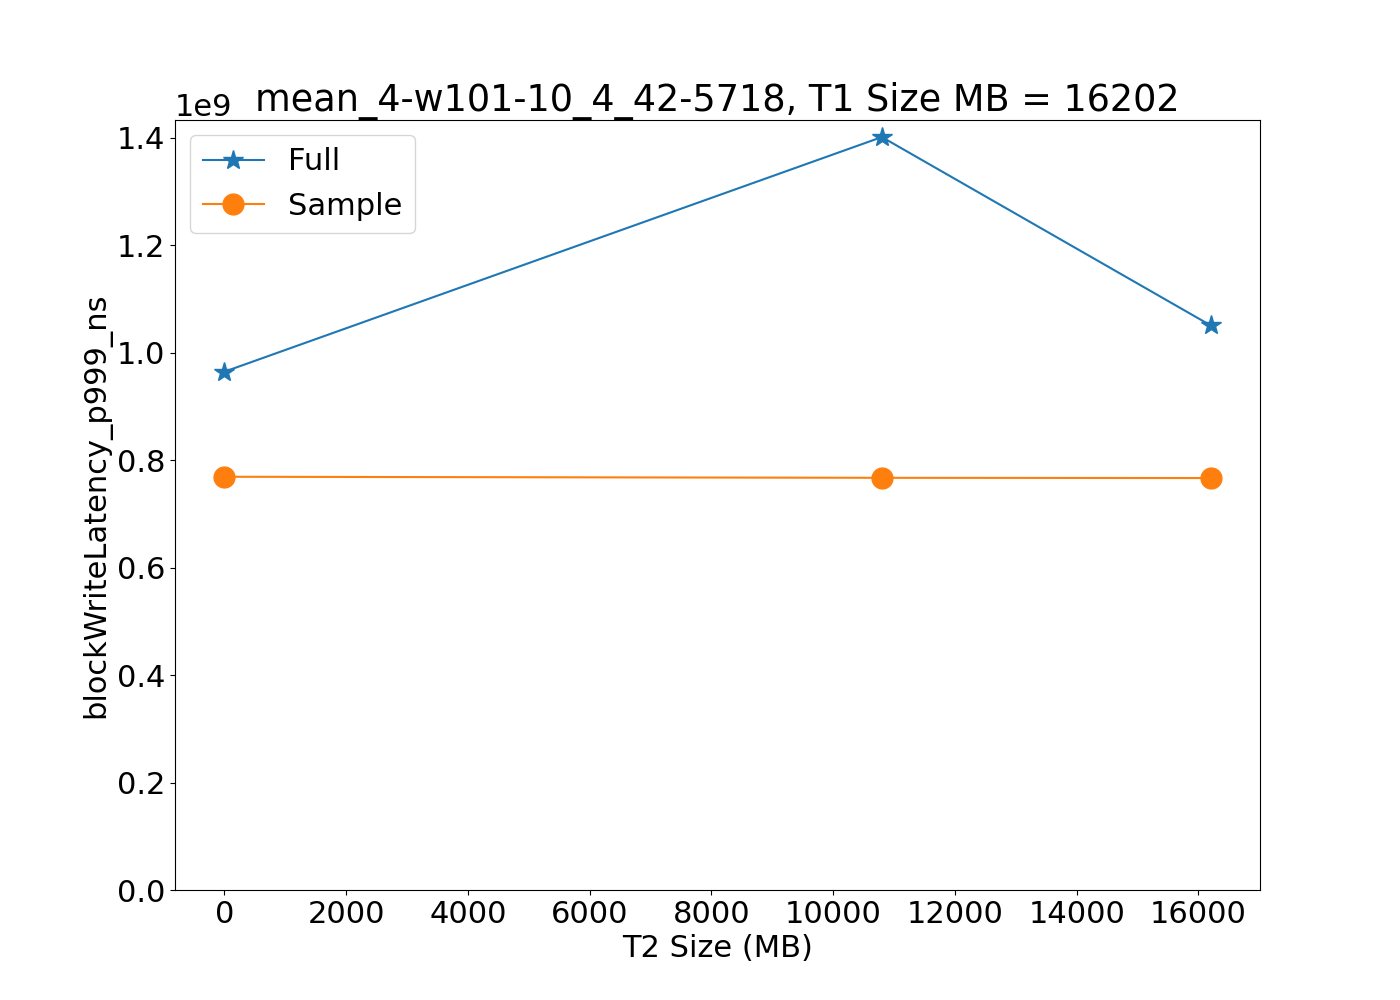 1e9
mean_4-w101-10_4_42-5718, T1 Size MB = 16202
Full
Sample
1.4
1.2
1.0
0.8
0.6
0.4
0.2
0.0
blockWriteLatency_p999_ns
0 2000 4000 6000 8000 10000 12000 14000 16000
T2 Size (MB)